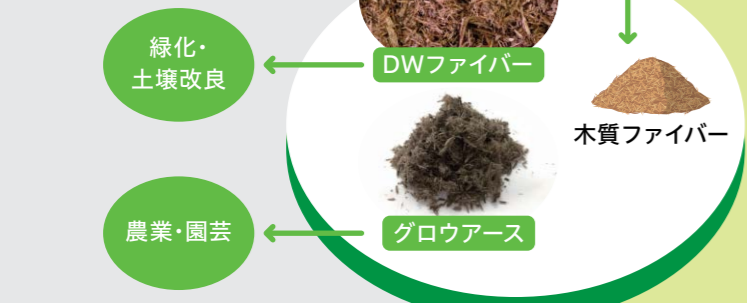 緑化・
土壌改良
DWファイバー
木質ファイバー
農業・園芸
グロウアース